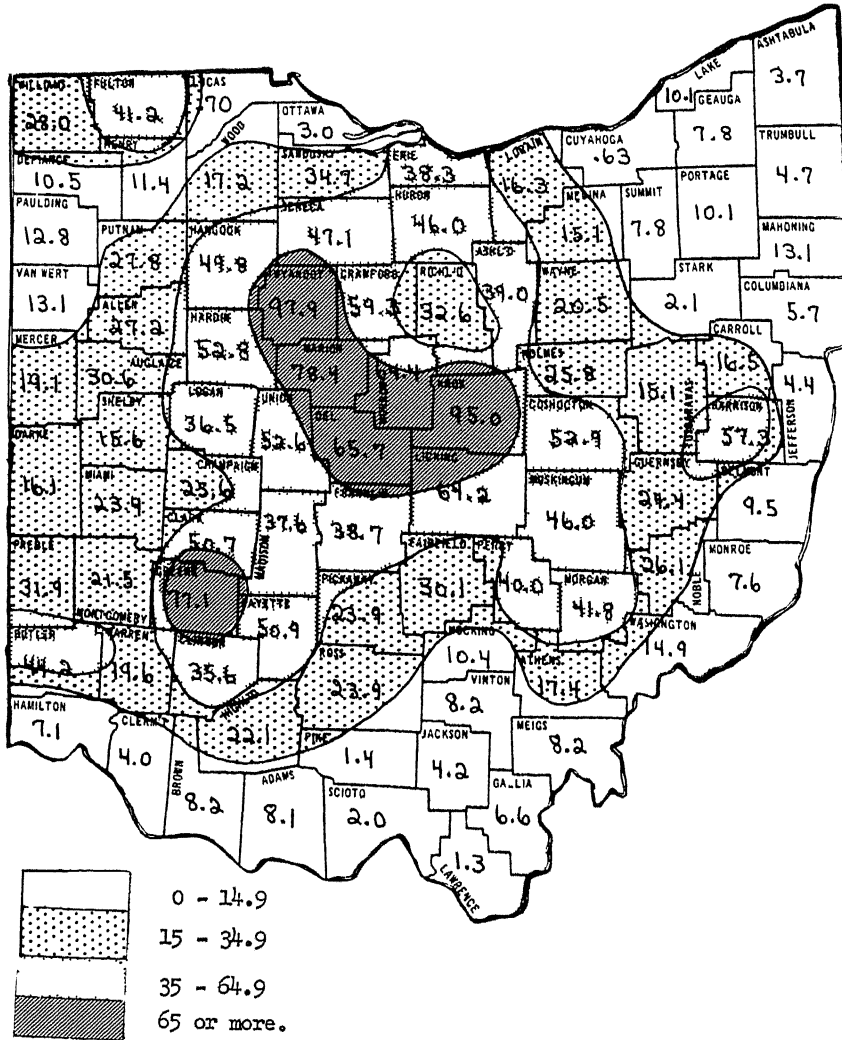 ASHTABULA
3.7
LAKE
10.1
GEAUGA
7.8
FULTON
41.2
LUCAS
.70
WILLIAMS
28.0
OTTAWA
3.0
WOOD
17.2
HENRY
11.4
DEFIANCE
10.5
SANDUSKY
34.7
ERIE
38.3
LORAIN
16.3
CUYAHOGA
.63
TRUMBULL
4.7
PAULDING
12.8
PUTNAM
27.8
HANCOCK
49.8
SENECA
47.1
HURON
46.0
MEDINA
15.1
SUMMIT
7.8
PORTAGE
10.1
MAHONING
13.1
VAN WERT
13.1
ALLEN
27.2
WYANDOT
97.9
CRAWFORD
59.3
RICHL'D
32.6
ASHL'D
39.0
WAYNE
20.5
STARK
2.1
COLUMBIANA
5.7
MERCER
19.1
AUGLAIZE
30.6
HARDIN
52.8
MARION
78.4
KNOX
95.0
HOLMES
25.8
TUSCARAWAS
15.1
CARROLL
16.5
JEFFERSON
4.4
SHELBY
15.6
LOGAN
36.5
UNION
52.6
DEL.
65.7
LICKING
64.2
COSHOCTON
52.9
HARRISON
57.3
DARKE
16.1
MIAMI
23.9
CHAMPAIGN
25.6
FRANKLIN
38.7
MUSKINGUM
46.0
GUERNSEY
24.4
BELMONT
9.5
CLARK
50.7
MADISON
37.6
PREBLE
31.9
MONTGOMERY
21.5
GREENE
77.1
FAYETTE
50.9
PICKAWAY
23.9
FAIRFIELD
30.1
PERRY
40.0
MORGAN
41.8
NOBLE
26.1
MONROE
7.6
BUTLER
44.2
WARREN
19.6
CLINTON
35.6
ROSS
23.9
HOCKING
10.4
ATHENS
17.4
WASHINGTON
14.9
HAMILTON
7.1
CLERM'T
4.0
HIGHL'D
22.1
PIKE
1.4
VINTON
8.2
JACKSON
4.2
MEIGS
8.2
BROWN
8.2
ADAMS
8.1
SCIOTO
2.0
GALLIA
6.6
LAWRENCE
1.3
0 - 14.9
15 - 34.9
35 - 64.9
65 or more.